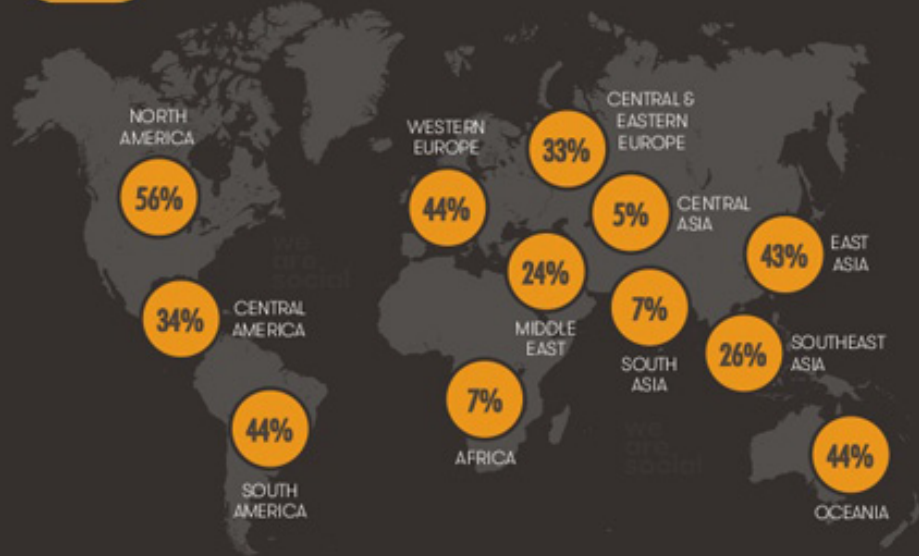 NORTH
AMERICA
56%
WESTERN
EUROPE
44%
33%
CENTRAL &
EASTERN
EUROPE
5%
CENTRAL
ASIA
43%
EAST
ASIA
we
are
social
24%
MIDDLE
EAST
7%
SOUTH
ASIA
34%
CENTRAL
AMERICA
26%
SOUTHEAST
ASIA
7%
AFRICA
44%
SOUTH
AMERICA
we
are
social
44%
OCEANIA